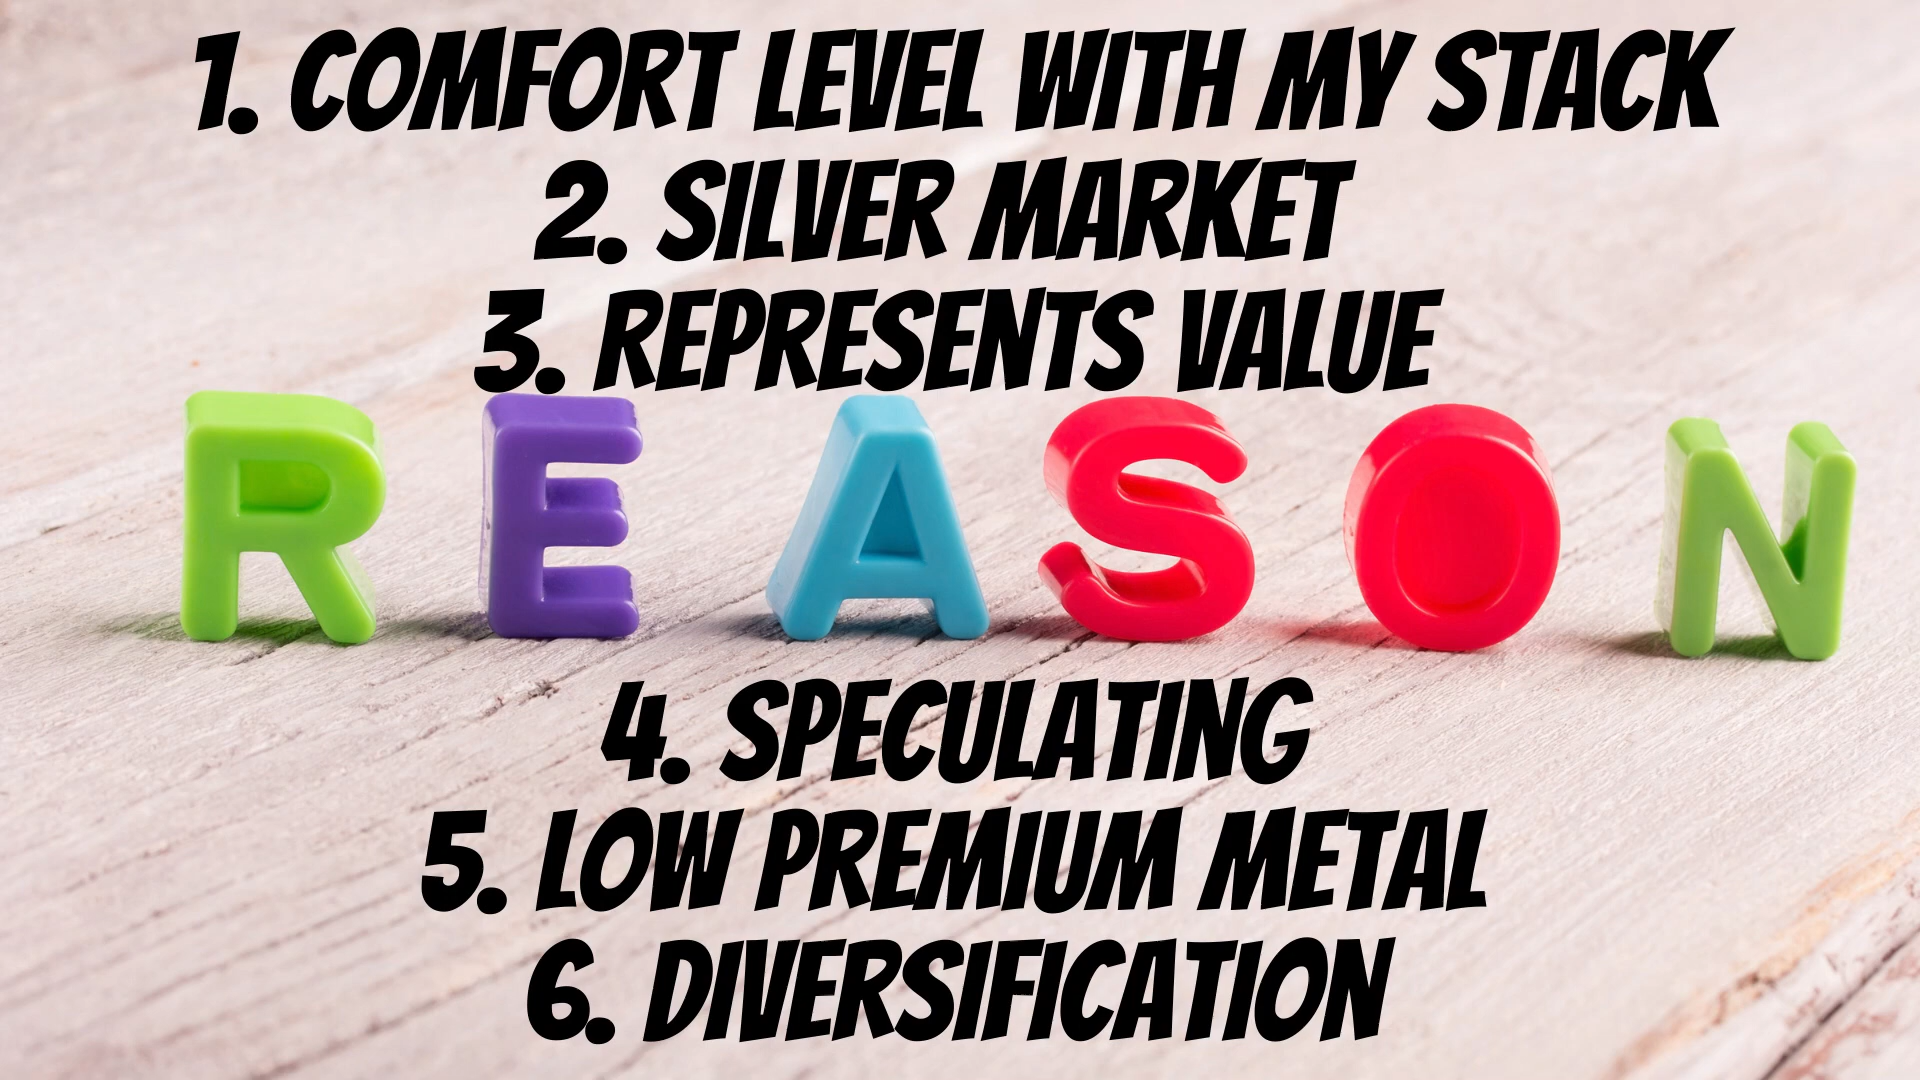 1. COMFORT LEVEL WITH MY STACK
2. SILVER MARKET
3. REPRESENTS VALUE
REASON
4. SPECULATING
5. LOW PREMIUM METAL
6. DIVERSIFICATION